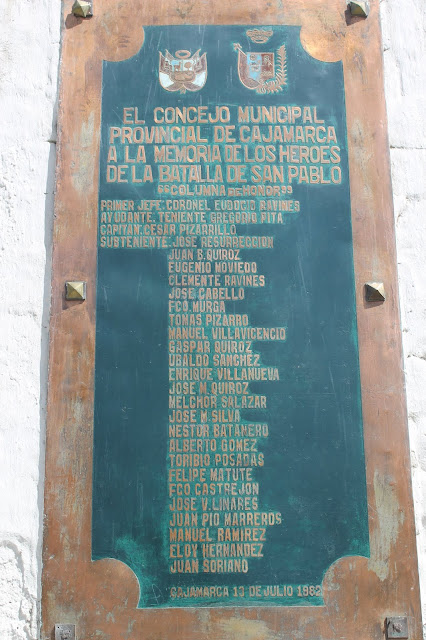 EL CONCEJO MUNICIPAL
PROVINCIAL DE CAJAMARCA
A LA MEMORIA DE LOS HEROES
DE LA BATALLA DE SAN PABLO
"COLUMNA DE HONOR"
PRIMER JEFE: CORONEL EUDOCIO RAVINES
AYUDANTE. TENIENTE GREGORIO PITA
CAPITAN: CESAR PIZARRILLO
SUBTENIENTE: JOSE RESURRECCION
JUAN B. QUIROZ
EUGENIO MOVIEDO
CLEMENTE RAVINES
JOSE CABELLO
FCO. MURGA
TOMAS PIZARRO
MANUEL VILLAVICENCIO
GASPAR QUIROZ
UBALDO SANCHEZ
ENRIQUE VILLANUEVA
JOSE M. QUIROZ
MELCHOR SALAZAR
JOSE M. SILVA
NESTOR BATANERO
ALBERTO GOMEZ
TORIBIO POSADAS
FELIPE MATUTE
FCO CASTREJON
JOSE V. LINARES
JUAN PIO MARREROS
MANUEL RAMIREZ
ELOY HERNANDEZ
JUAN SORIANO
CAJAMARCA 13 DE JULIO 1882